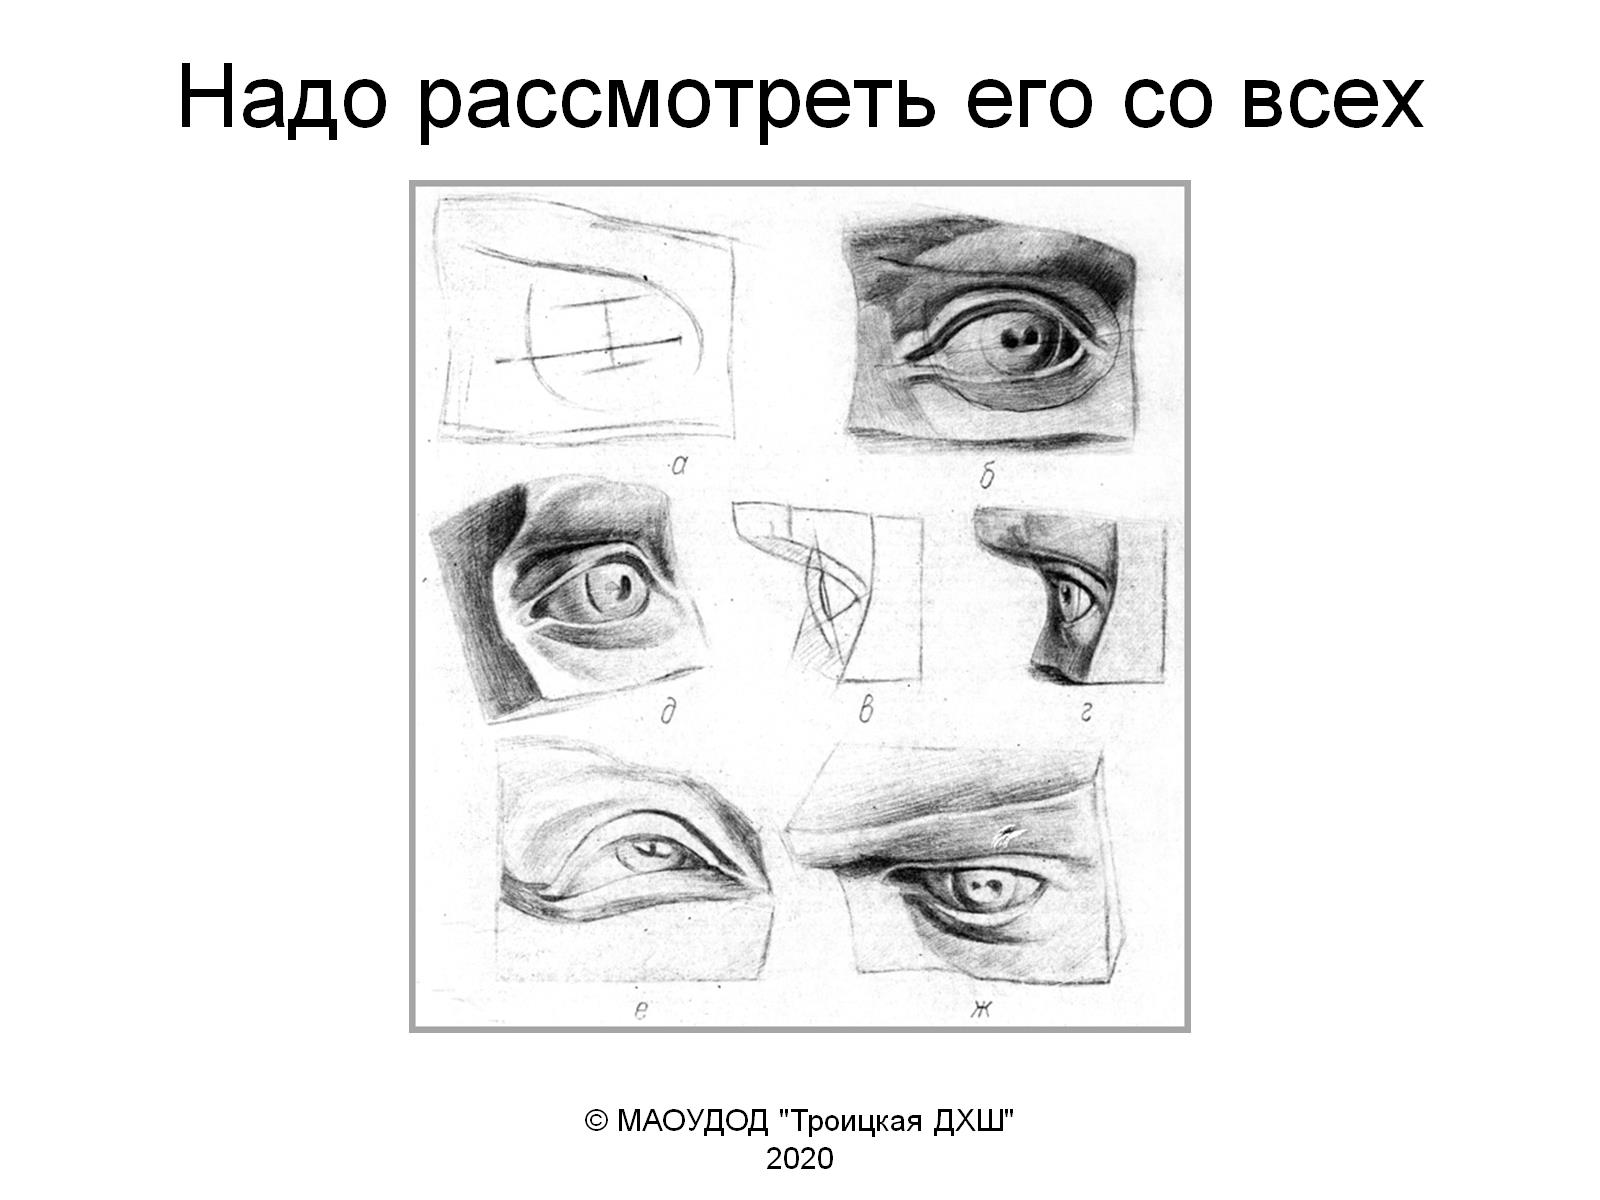 Надо рассмотреть его со всех
а
б
д
в
г
е
ж
© МАОУДОД "Троицкая ДХШ"
2020